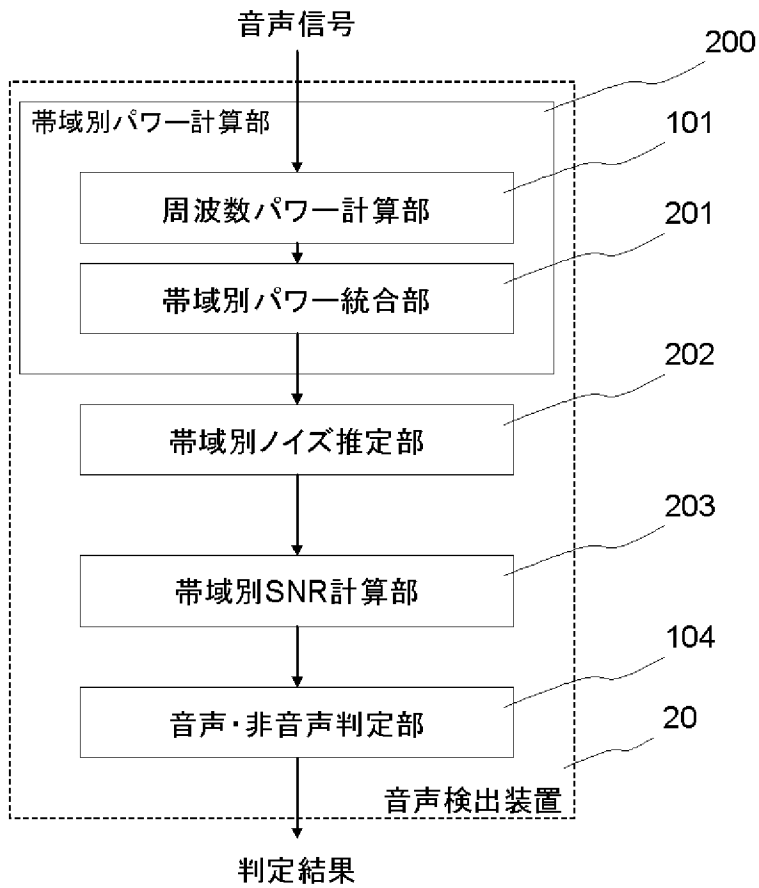 音声信号
200
帯域別パワー計算部
101
周波数パワー計算部
201
帯域別パワー統合部
202
帯域別ノイズ推定部
203
帯域別SNR計算部
104
音声・非音声判定部
20
音声検出装置
判定結果